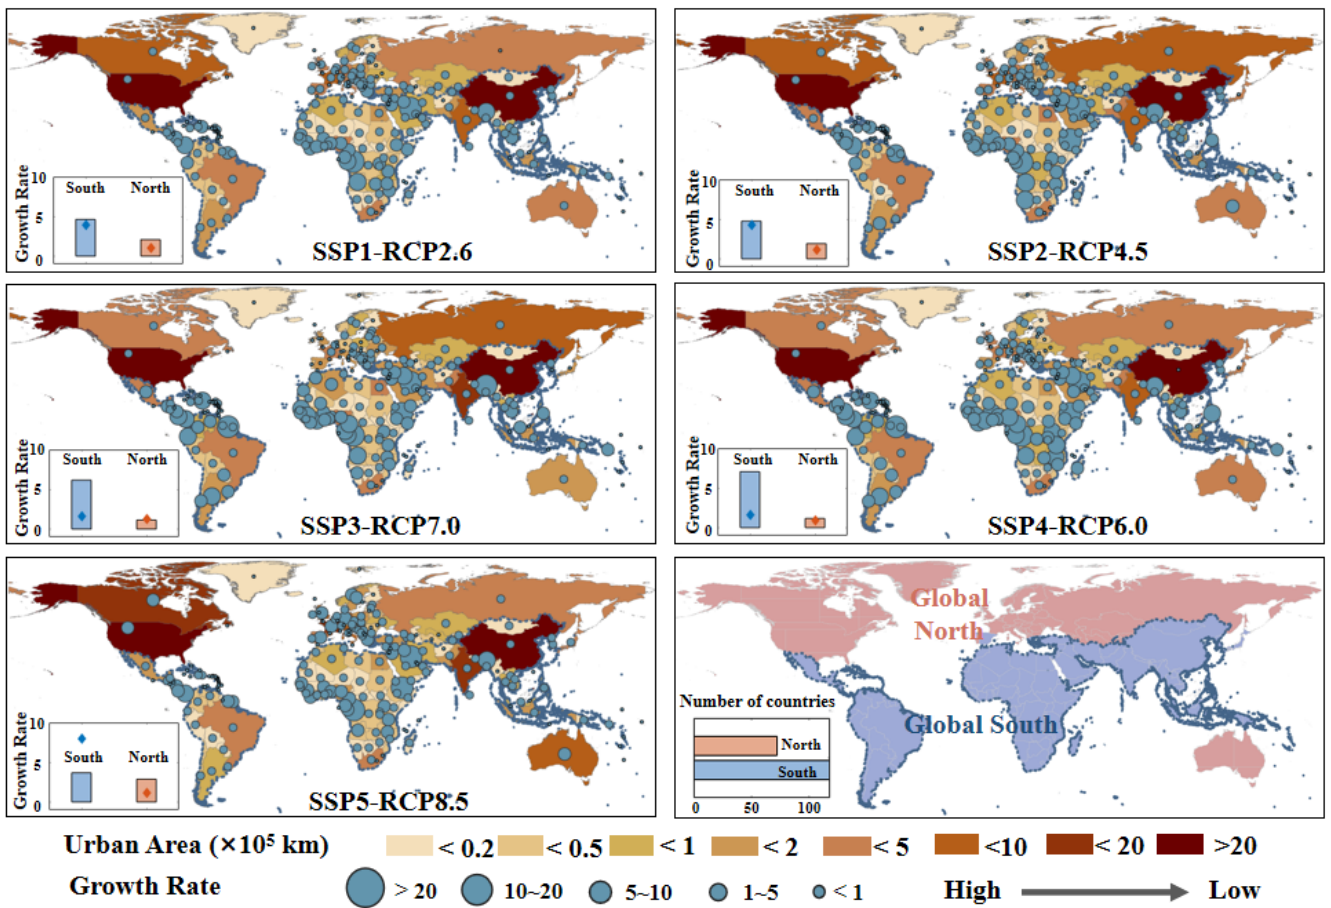 10
South North
5
Growth Rate
0
SSP1-RCP2.6
10
South North
5
Growth Rate
0
SSP2-RCP4.5
10
South North
5
Growth Rate
0
SSP3-RCP7.0
10
South North
5
Growth Rate
0
SSP4-RCP6.0
10
South North
5
Growth Rate
0
SSP5-RCP8.5
Global
North
Global South
Number of countries
North
South
0 100
Urban Area (×10⁵ km) < 0.2 < 0.5 < 1 < 2 < 5 <10 < 20 >20
Growth Rate > 20 10~20 5~10 1~5 < 1 High Low